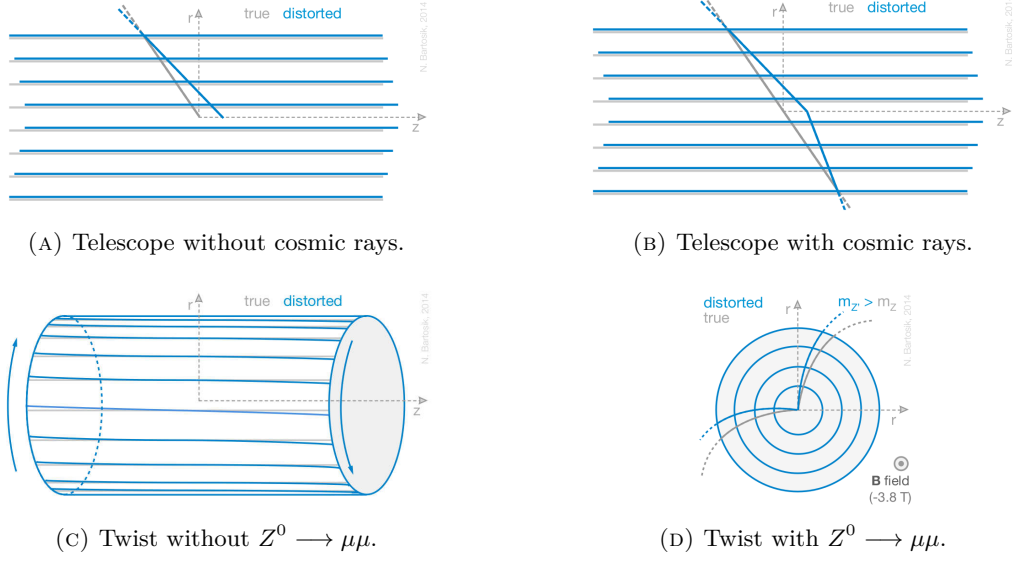 r
true distorted
N. Bartosik, 2014
z
(A) Telescope without cosmic rays.
r
true distorted
z
(B) Telescope with cosmic rays.
r
true distorted
N. Bartosik, 2014
z
(C) Twist without Z⁰ ⟶ μμ.
distorted
true
r
m_Z' > m_Z
N. Bartosik, 2014
r
B field
(-3.8 T)
(D) Twist with Z⁰ ⟶ μμ.